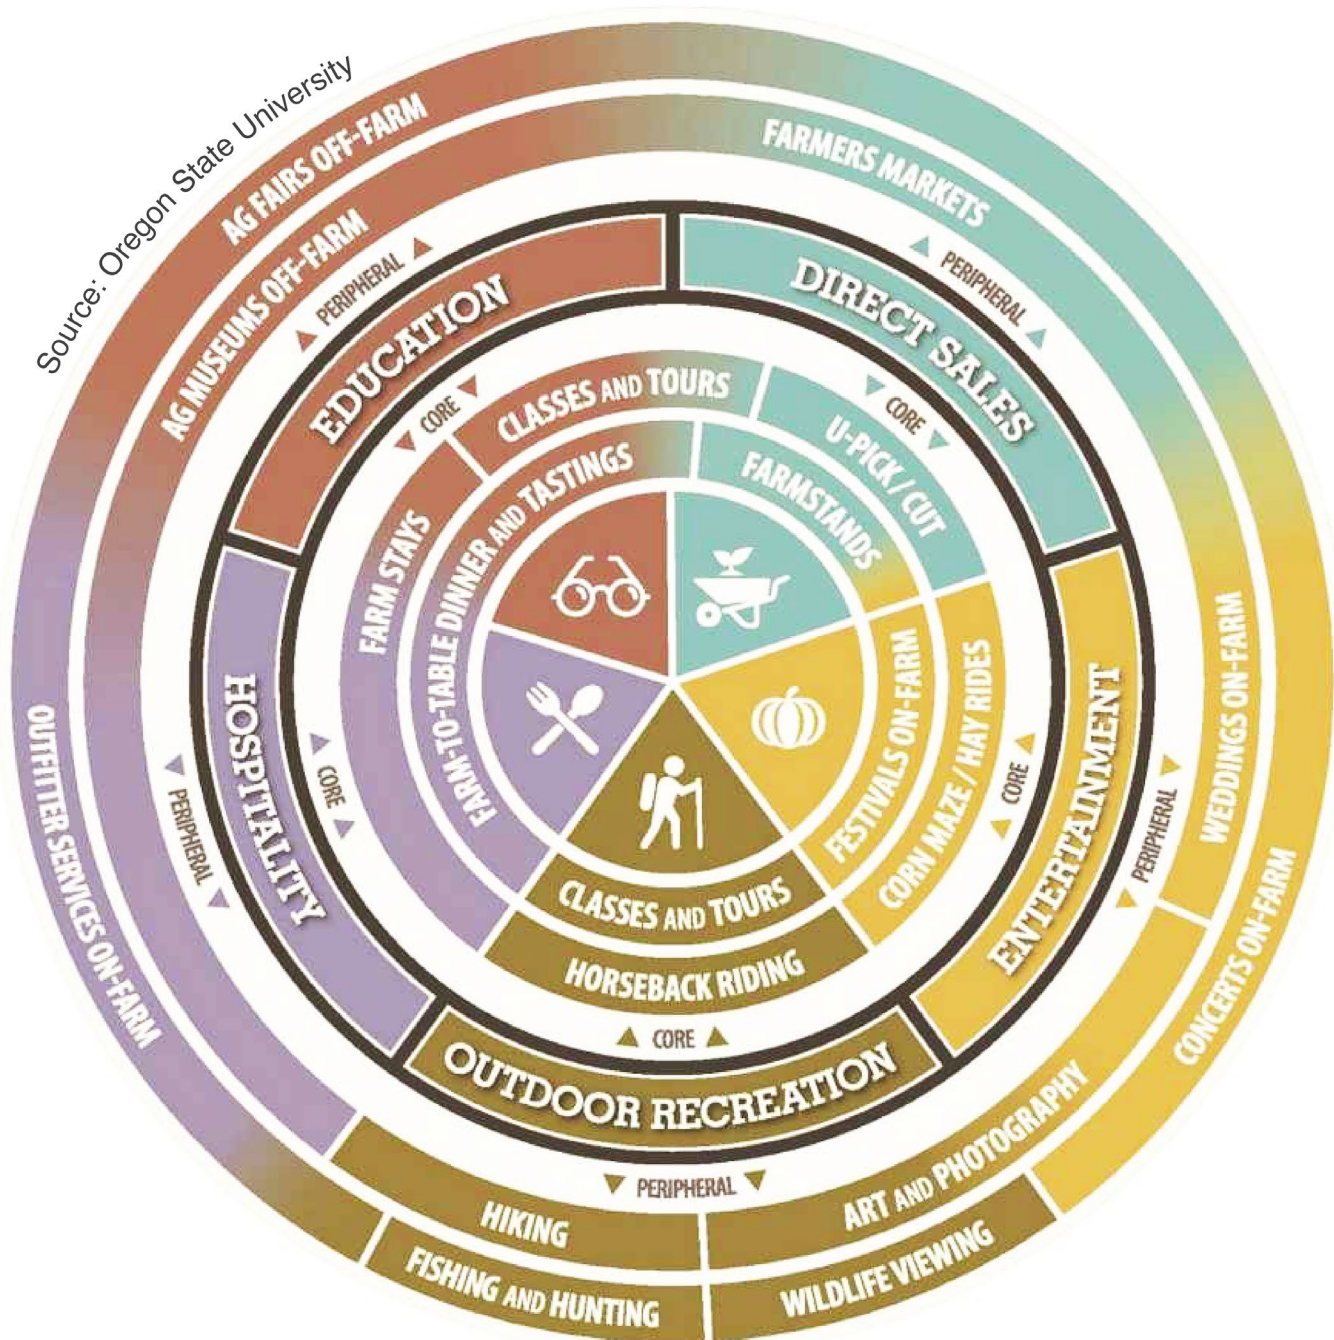 Source: Oregon State University
AG FAIRS OFF-FARM
AG MUSEUMS OFF-FARM
FARMERS MARKETS
PERIPHERAL
PERIPHERAL
EDUCATION
DIRECT SALES
CORE
CORE
CLASSES AND TOURS
U-PICK / CUT
FARM STAYS
FARM-TO-TABLE DINNER AND TASTINGS
FARMSTANDS
HOSPITALITY
CORE
PERIPHERAL
OUTFITTER SERVICES ON-FARM
FESTIVALS ON-FARM
CORN MAZE / HAY RIDES
CORE
ENTERTAINMENT
PERIPHERAL
WEDDINGS ON-FARM
CONCERTS ON-FARM
CLASSES AND TOURS
HORSEBACK RIDING
CORE
OUTDOOR RECREATION
PERIPHERAL
HIKING
ART AND PHOTOGRAPHY
FISHING AND HUNTING
WILDLIFE VIEWING